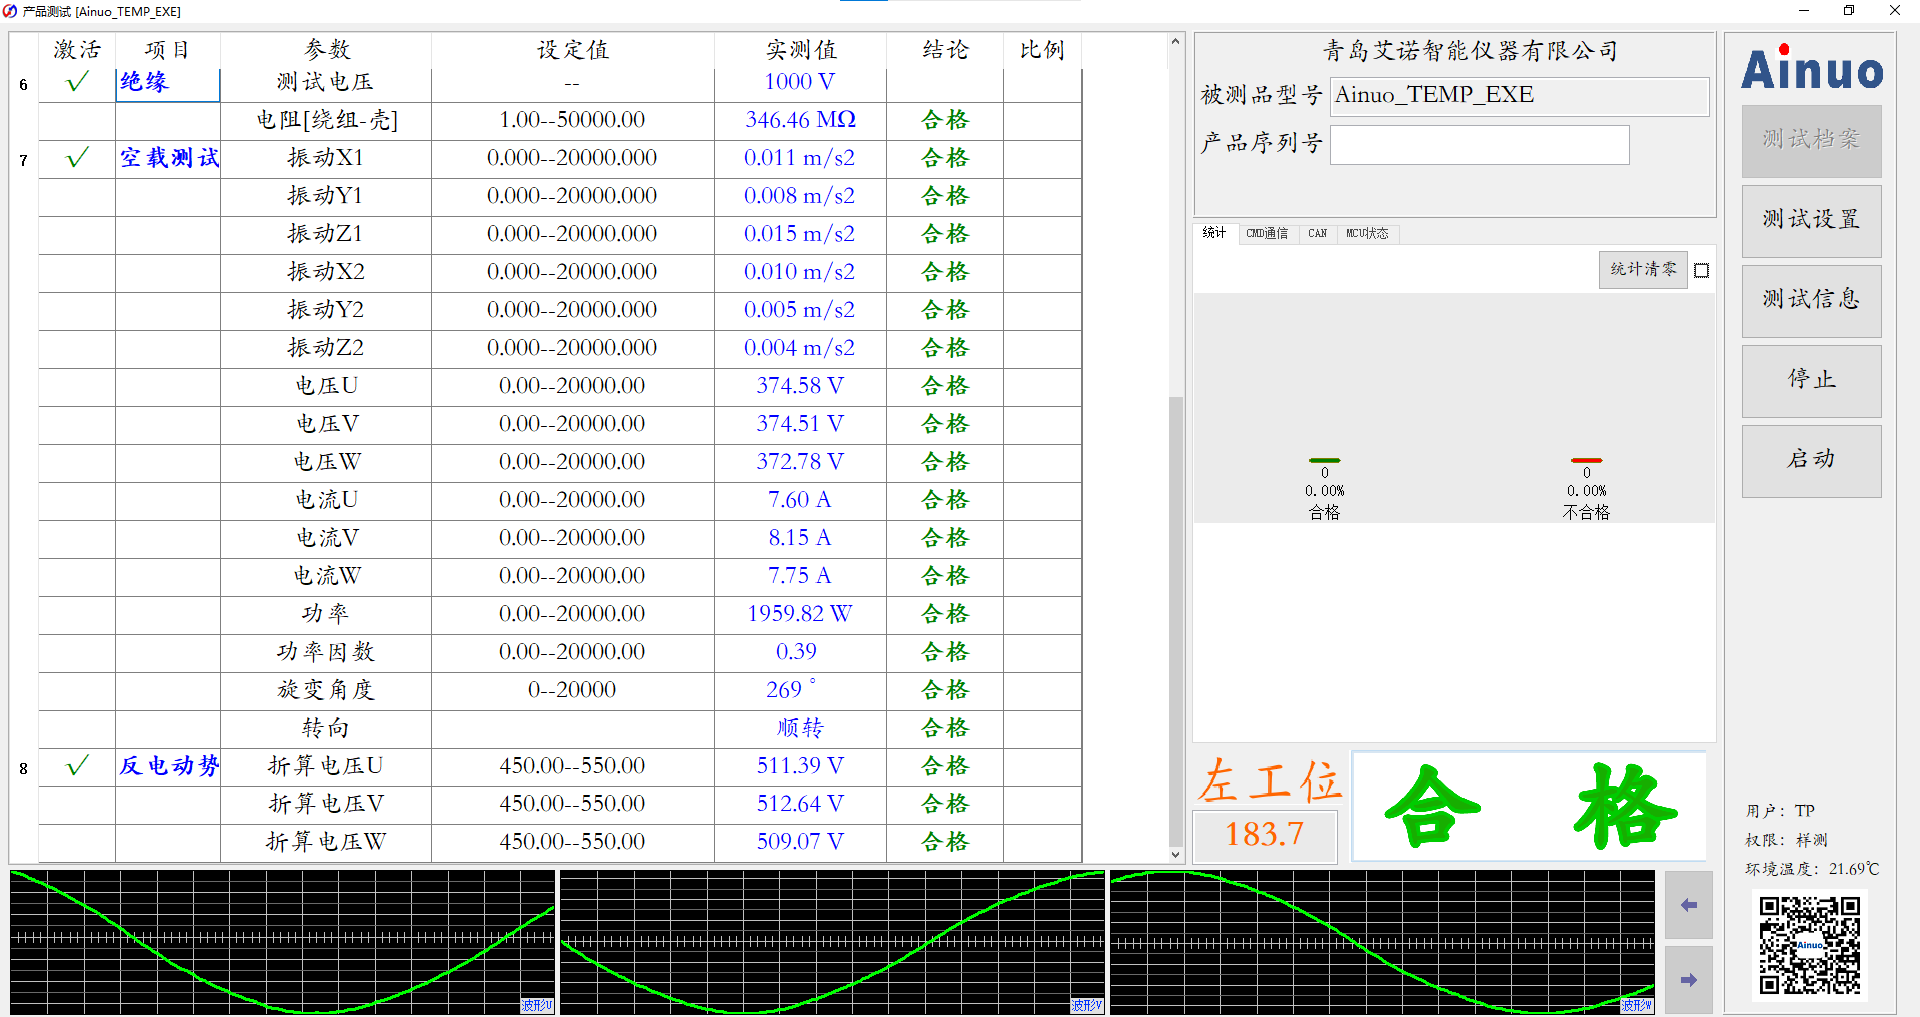 产品测试 [Ainuo_TEMP_EXE]
激活 项目 参数 设定值 实测值 结论 比例
6 √ 绝缘 测试电压 -- 1000 V
电阻[绕组-壳] 1.00--50000.00 346.46 MΩ 合格
7 √ 空载测试 振动X1 0.000--20000.000 0.011 m/s2 合格
振动Y1 0.000--20000.000 0.008 m/s2 合格
振动Z1 0.000--20000.000 0.015 m/s2 合格
振动X2 0.000--20000.000 0.010 m/s2 合格
振动Y2 0.000--20000.000 0.005 m/s2 合格
振动Z2 0.000--20000.000 0.004 m/s2 合格
电压U 0.00--20000.00 374.58 V 合格
电压V 0.00--20000.00 374.51 V 合格
电压W 0.00--20000.00 372.78 V 合格
电流U 0.00--20000.00 7.60 A 合格
电流V 0.00--20000.00 8.15 A 合格
电流W 0.00--20000.00 7.75 A 合格
功率 0.00--20000.00 1959.82 W 合格
功率因数 0.00--20000.00 0.39 合格
旋变角度 0--20000 269 ° 合格
转向 顺转 合格
8 √ 反电动势 折算电压U 450.00--550.00 511.39 V 合格
折算电压V 450.00--550.00 512.64 V 合格
折算电压W 450.00--550.00 509.07 V 合格
波形U
波形V
波形W
青岛艾诺智能仪器有限公司
被测品型号 Ainuo_TEMP_EXE
产品序列号
统计 CMD通信 CAN MCU状态
统计清零
0 0
0.00% 0.00%
合格 不合格
左工位
183.7
合 格
Ainuo
测试档案
测试设置
测试信息
停止
启动
用户: TP
权限: 样测
环境温度: 21.69℃
Ainuo